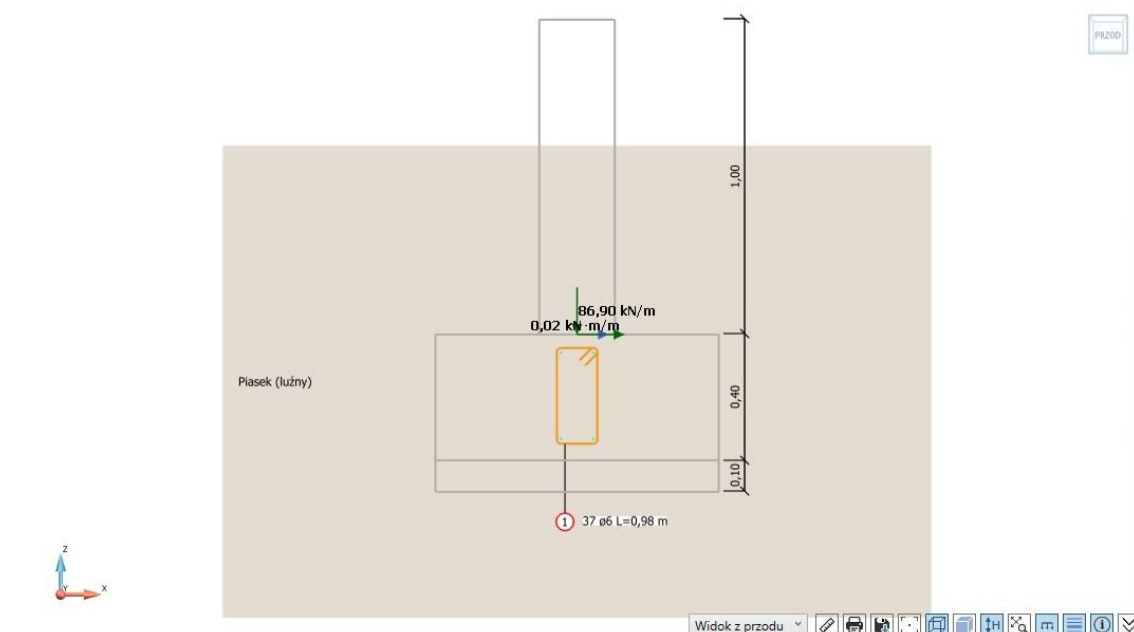 PRZÓD
1,00
86,90 kN/m
0,02 kN·m/m
Piasek (luźny)
0,40
0,10
1 37 ø6 L=0,98 m
Z
Y
X
Widok z przodu